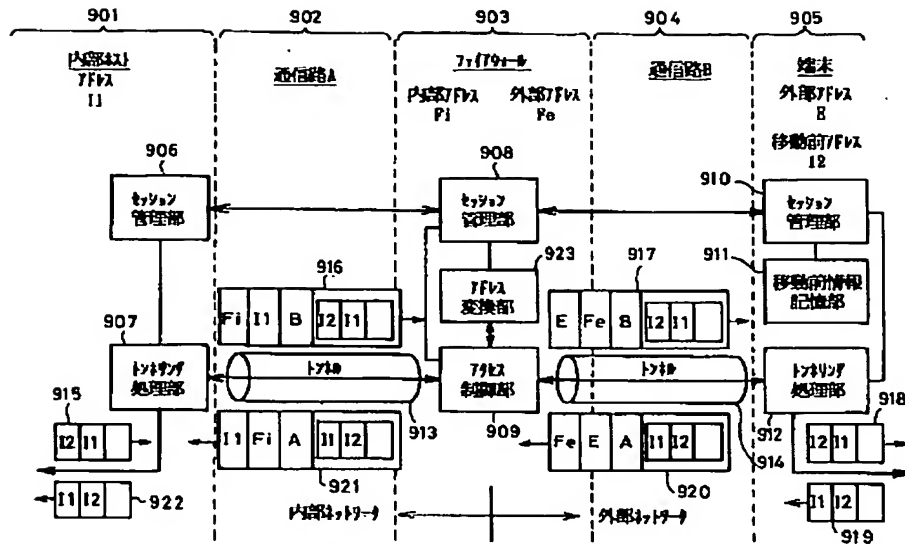 901 902 903 904 905
内部ホスト
アドレス
I1
通信路A
ファイアウォール
内部アドレス
Fi
外部アドレス
Fe
通信路B
端末
外部アドレス
E
移動前アドレス
I2
906
セッション
管理部
908
セッション
管理部
910
セッション
管理部
923
アドレス
変換部
911
移動前情報
記憶部
916
Fi I1 B I2 I1
917
E Fe B I2 I1
907
トンネリング
処理部
トンネル
913
アクセス
制御部
909
トンネル
914
トンネリング
処理部
912
915
I2 I1
I1 I2
922
I1 Fi A I1 I2
921
Fe E A I1 I2
920
918
I2 I1
I1 I2
919
内部ネットワーク
外部ネットワーク